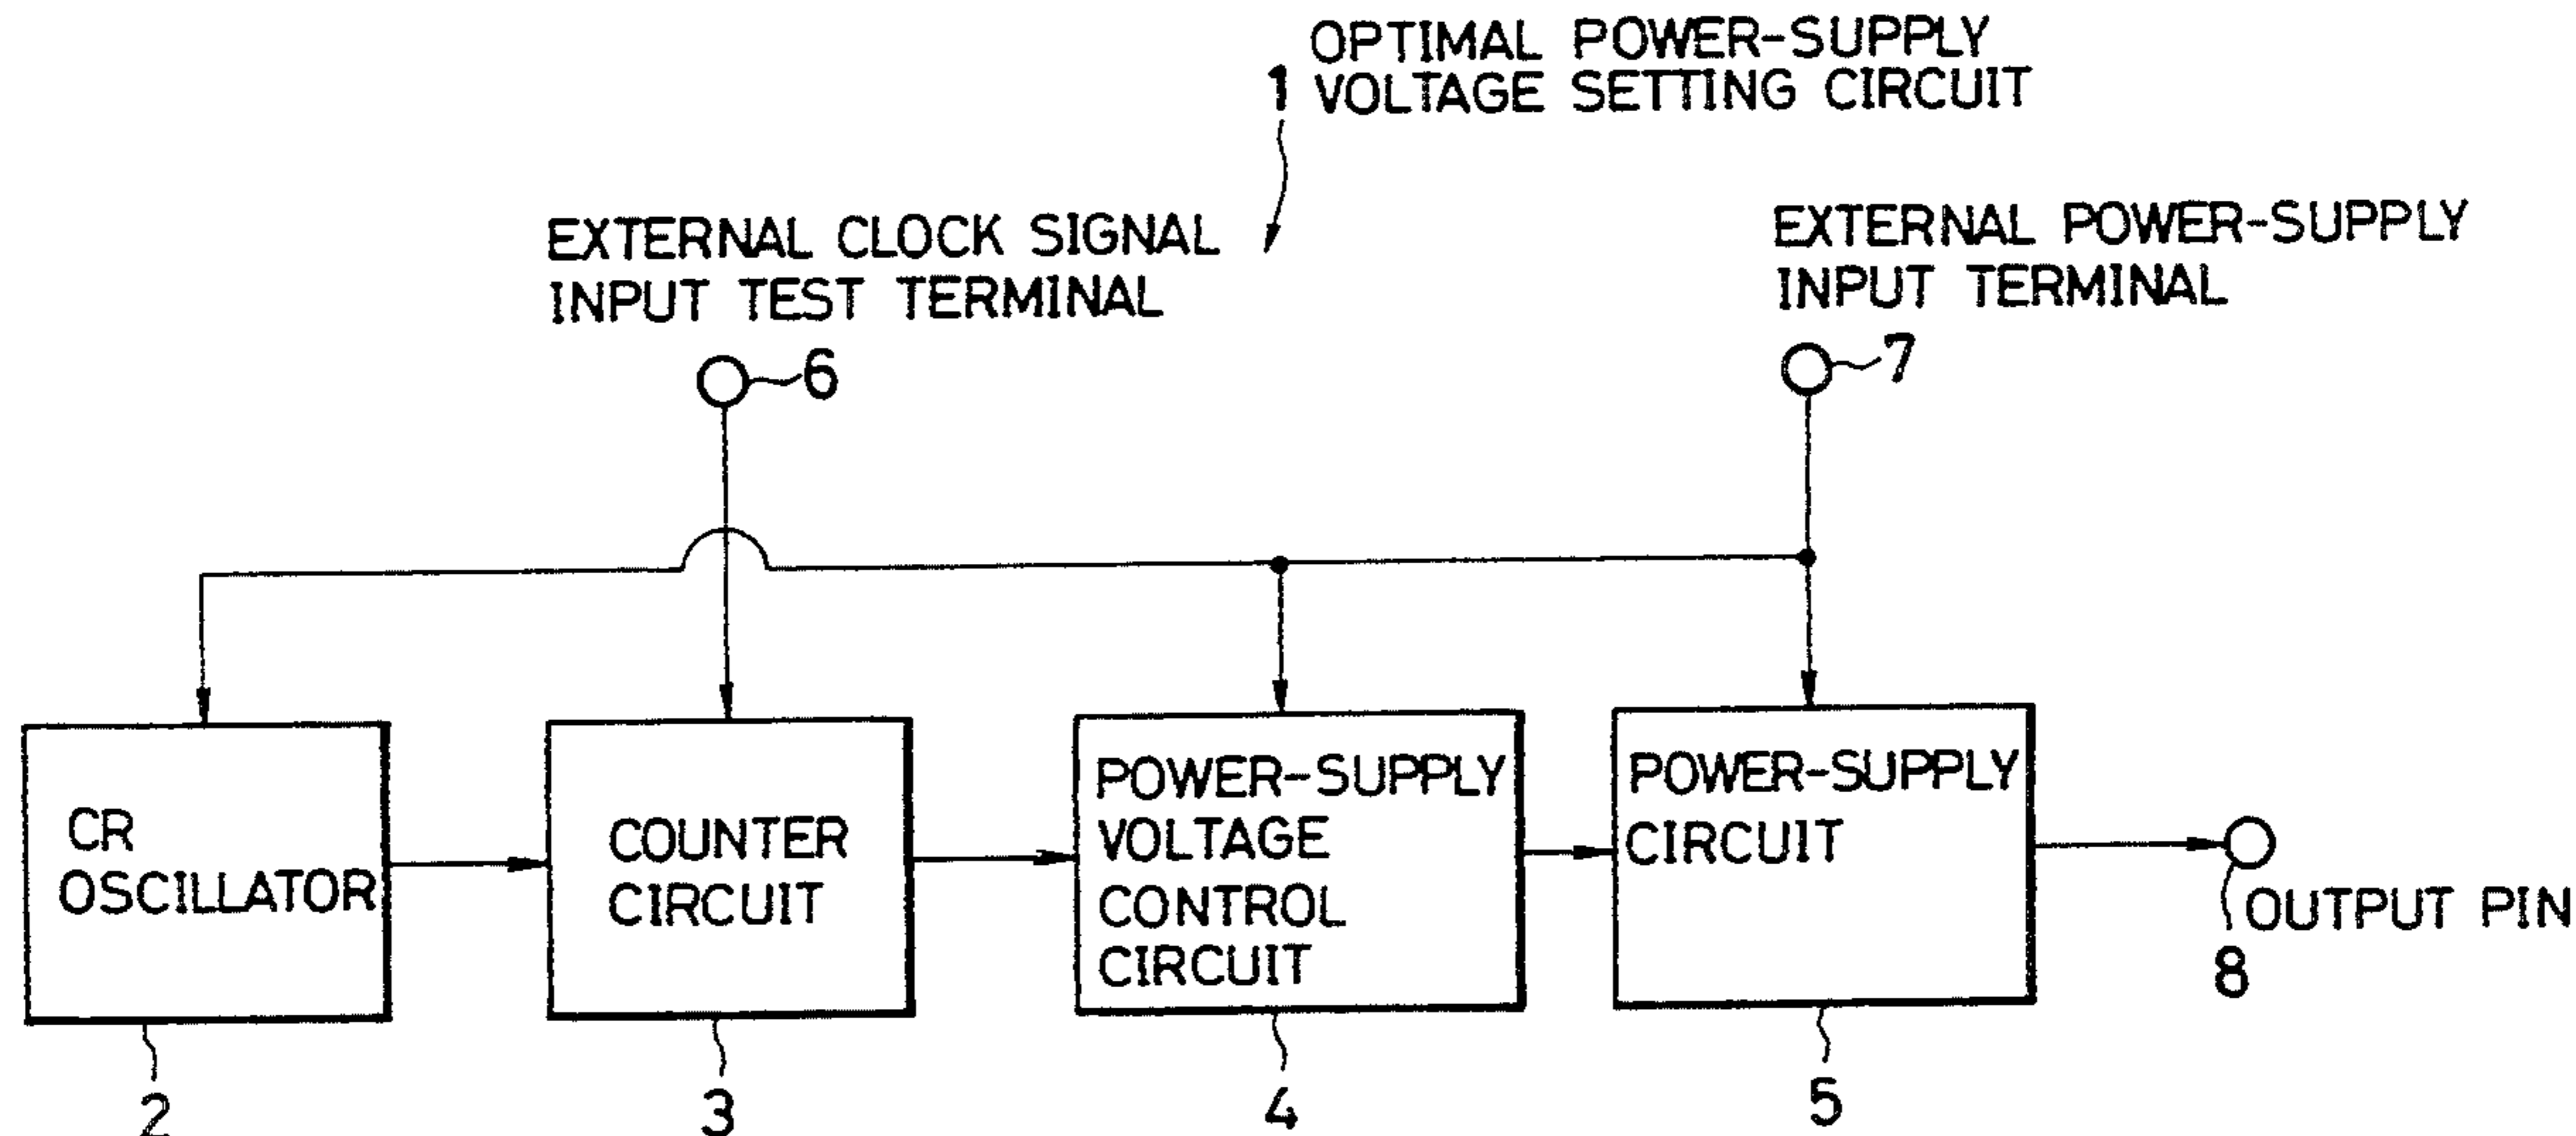 OPTIMAL POWER-SUPPLY
1 VOLTAGE SETTING CIRCUIT
EXTERNAL CLOCK SIGNAL
INPUT TEST TERMINAL
6
EXTERNAL POWER-SUPPLY
INPUT TERMINAL
7
CR
OSCILLATOR
2
COUNTER
CIRCUIT
3
POWER-SUPPLY
VOLTAGE
CONTROL
CIRCUIT
4
POWER-SUPPLY
CIRCUIT
5
OUTPUT PIN
8